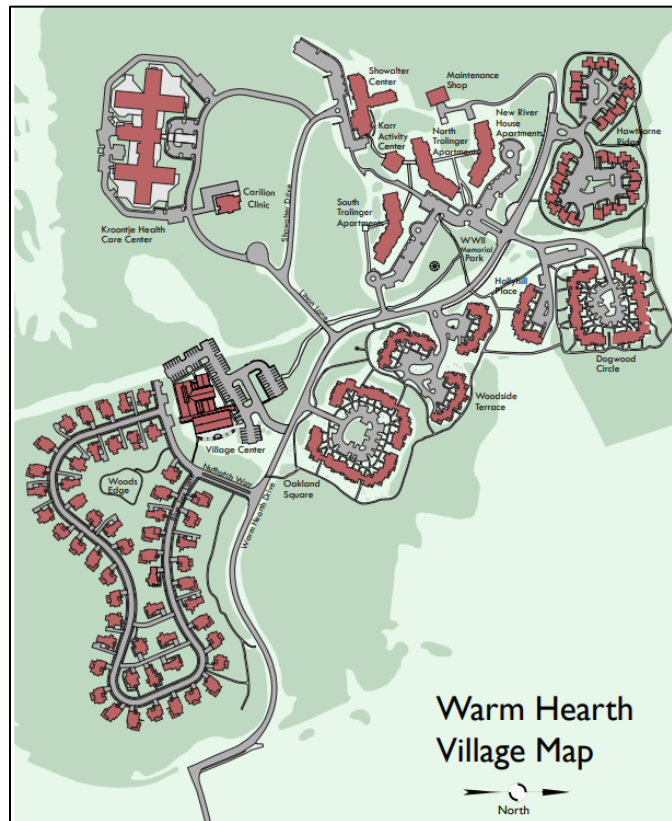 Showalter
Center
Maintenance
Shop
Karr
Activity
Center
North
Trolinger
Apartments
New River
House Apartments
Hawthorne
Ridge
Carilion
Clinic
Kroontje Health
Care Center
Showalter Drive
South
Trolinger
Apartments
WWII
Memorial
Park
Hollyhill
Place
Dogwood
Circle
Woodside
Terrace
Village Center
Nuthatch Way
Woods
Edge
Oakland
Square
Warm Hearth Drive
Warm Hearth
Village Map
North